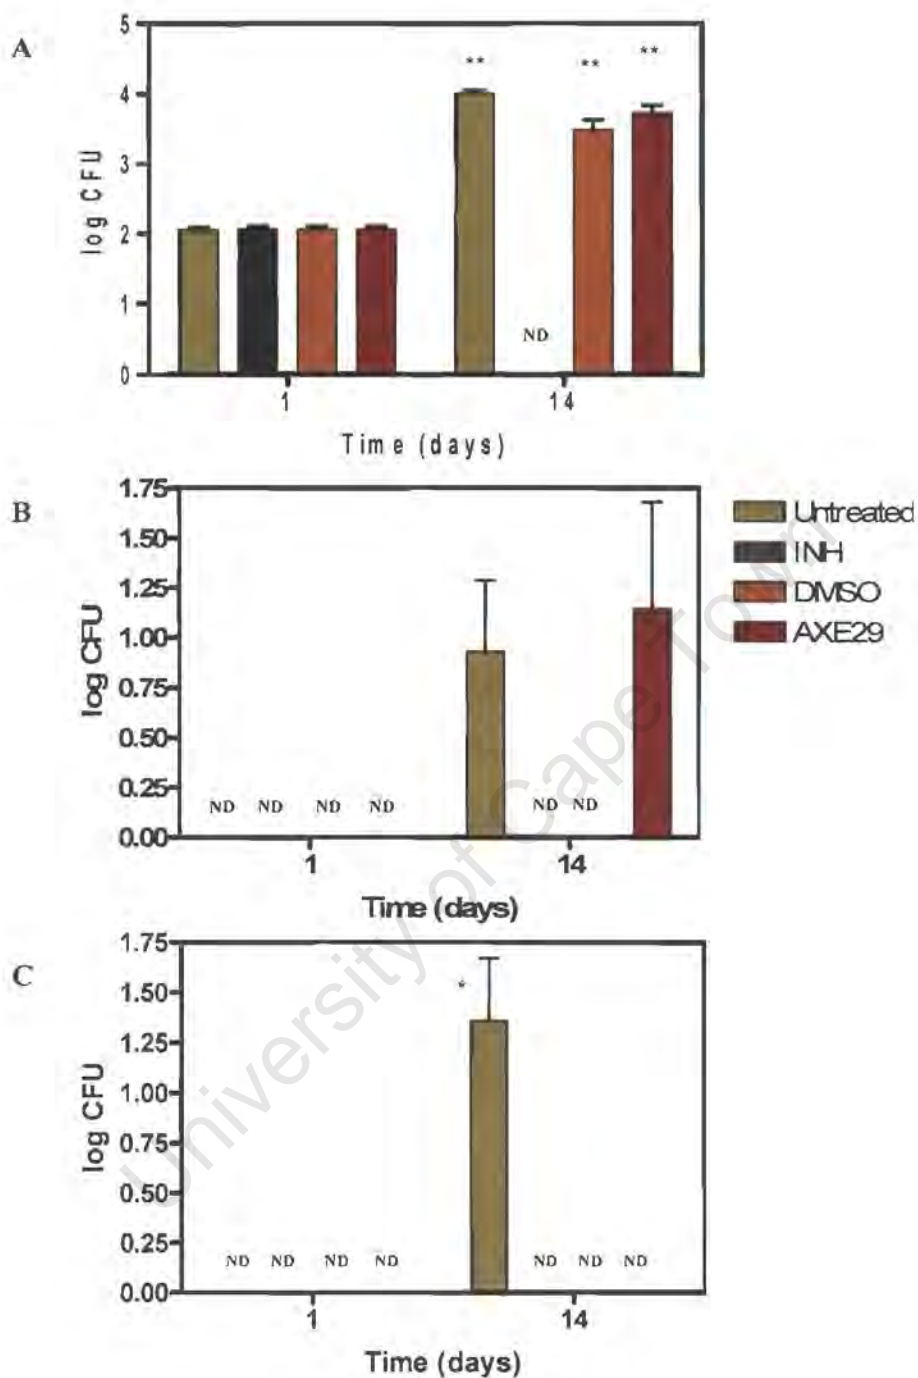 A
5
4
3
2
1
0
log CFU
** ** **
ND
1 14
Time (days)
B
1.75
1.50
1.25
1.00
0.75
0.50
0.25
0.00
log CFU
ND ND ND ND ND ND
1 14
Time (days)
Untreated
INH
DMSO
AXE29
C
1.75
1.50
1.25
1.00
0.75
0.50
0.25
0.00
log CFU
*
ND ND ND ND ND ND ND
1 14
Time (days)
University of Cape Town